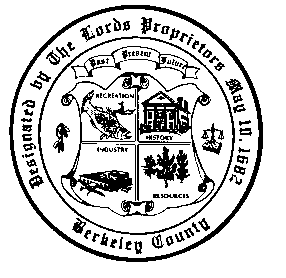 Designated by The Lords Proprietors May 10, 1682
Past Present Future
RECREATION
HISTORY
INDUSTRY
RESOURCES
Berkeley County